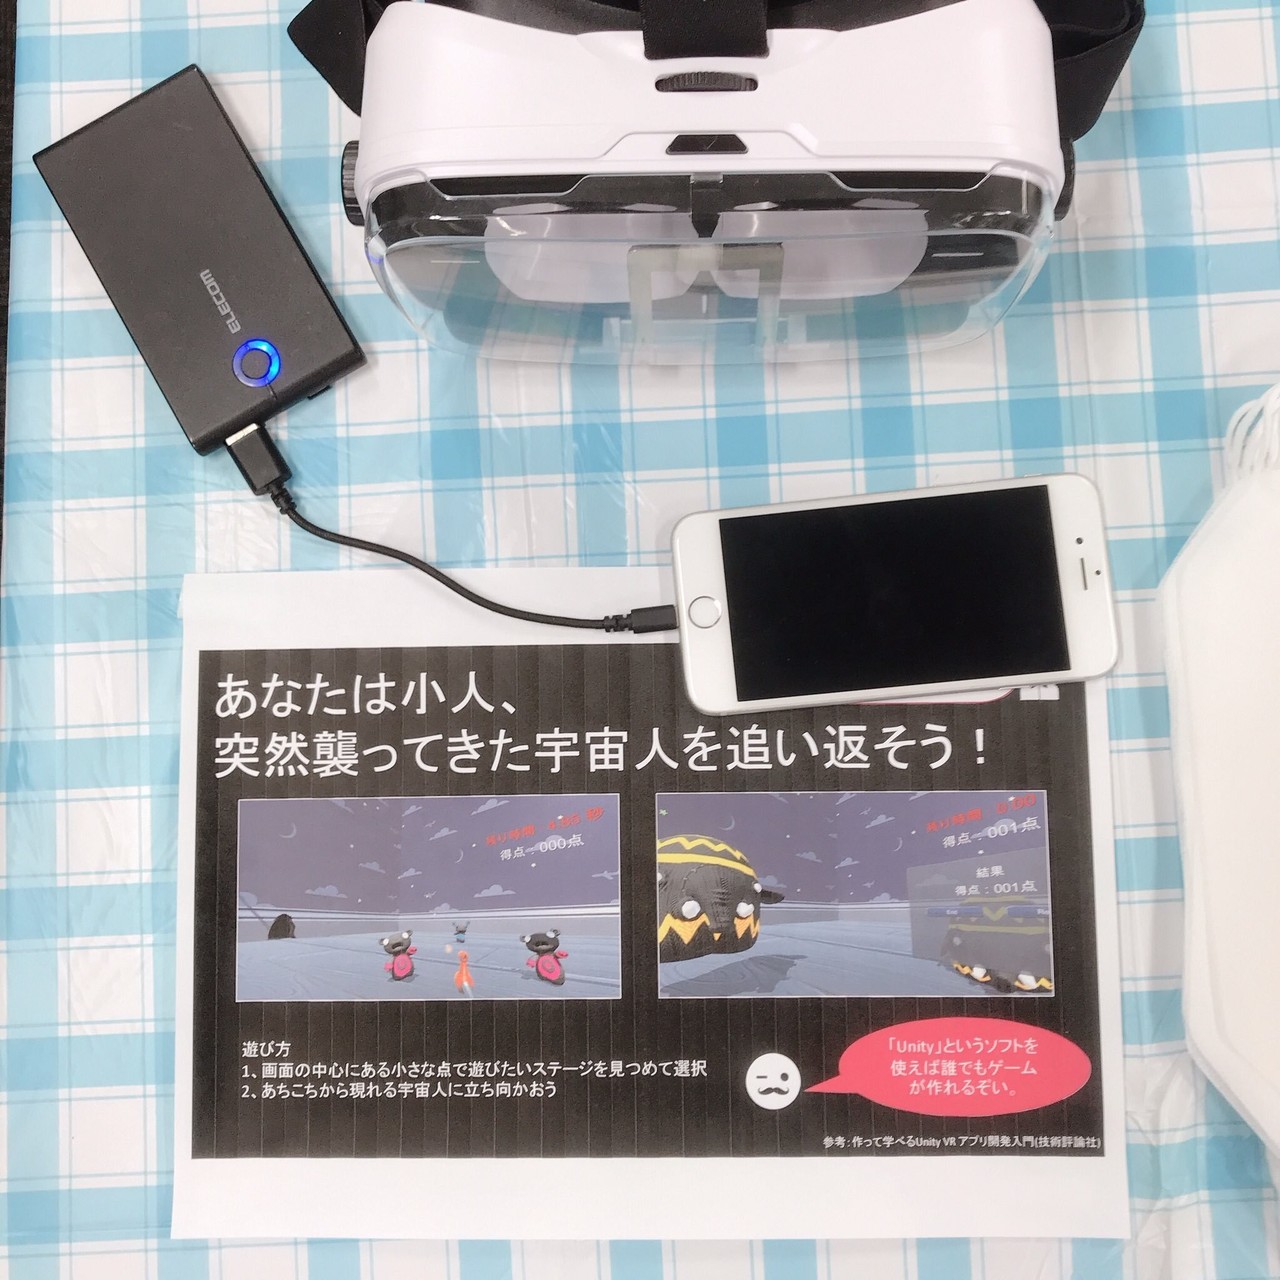 ELECOM
あなたは小人、
突然襲ってきた宇宙人を追い返そう！
得点：000点
得点：001点
結果
得点：001点
遊び方
1、画面の中心にある小さな点で遊びたいステージを見つめて選択
2、あちこちから現れる宇宙人に立ち向かおう
「Unity」というソフトを
使えば誰でもゲーム
が作れるぞい。
参考：作って学べるUnity VR アプリ開発入門(技術評論社)